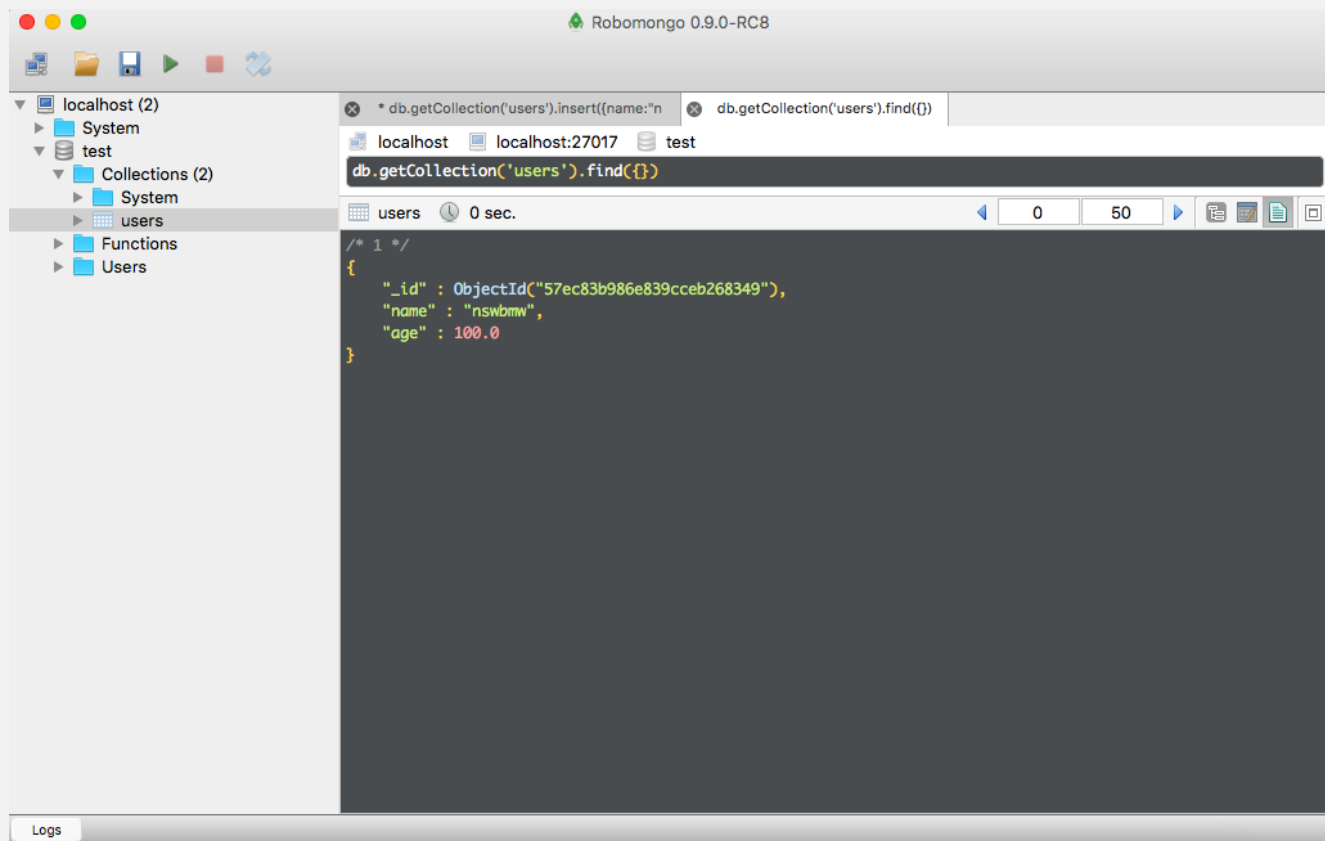 Robomongo 0.9.0-RC8
localhost (2)
System
test
Collections (2)
System
users
Functions
Users
* db.getCollection('users').insert({name:"n
db.getCollection('users').find({})
localhost localhost:27017 test
db.getCollection('users').find({})
users 0 sec. 0 50
/* 1 */
{
"_id" : ObjectId("57ec83b986e839cceb268349"),
"name" : "nswbmw",
"age" : 100.0
}
Logs